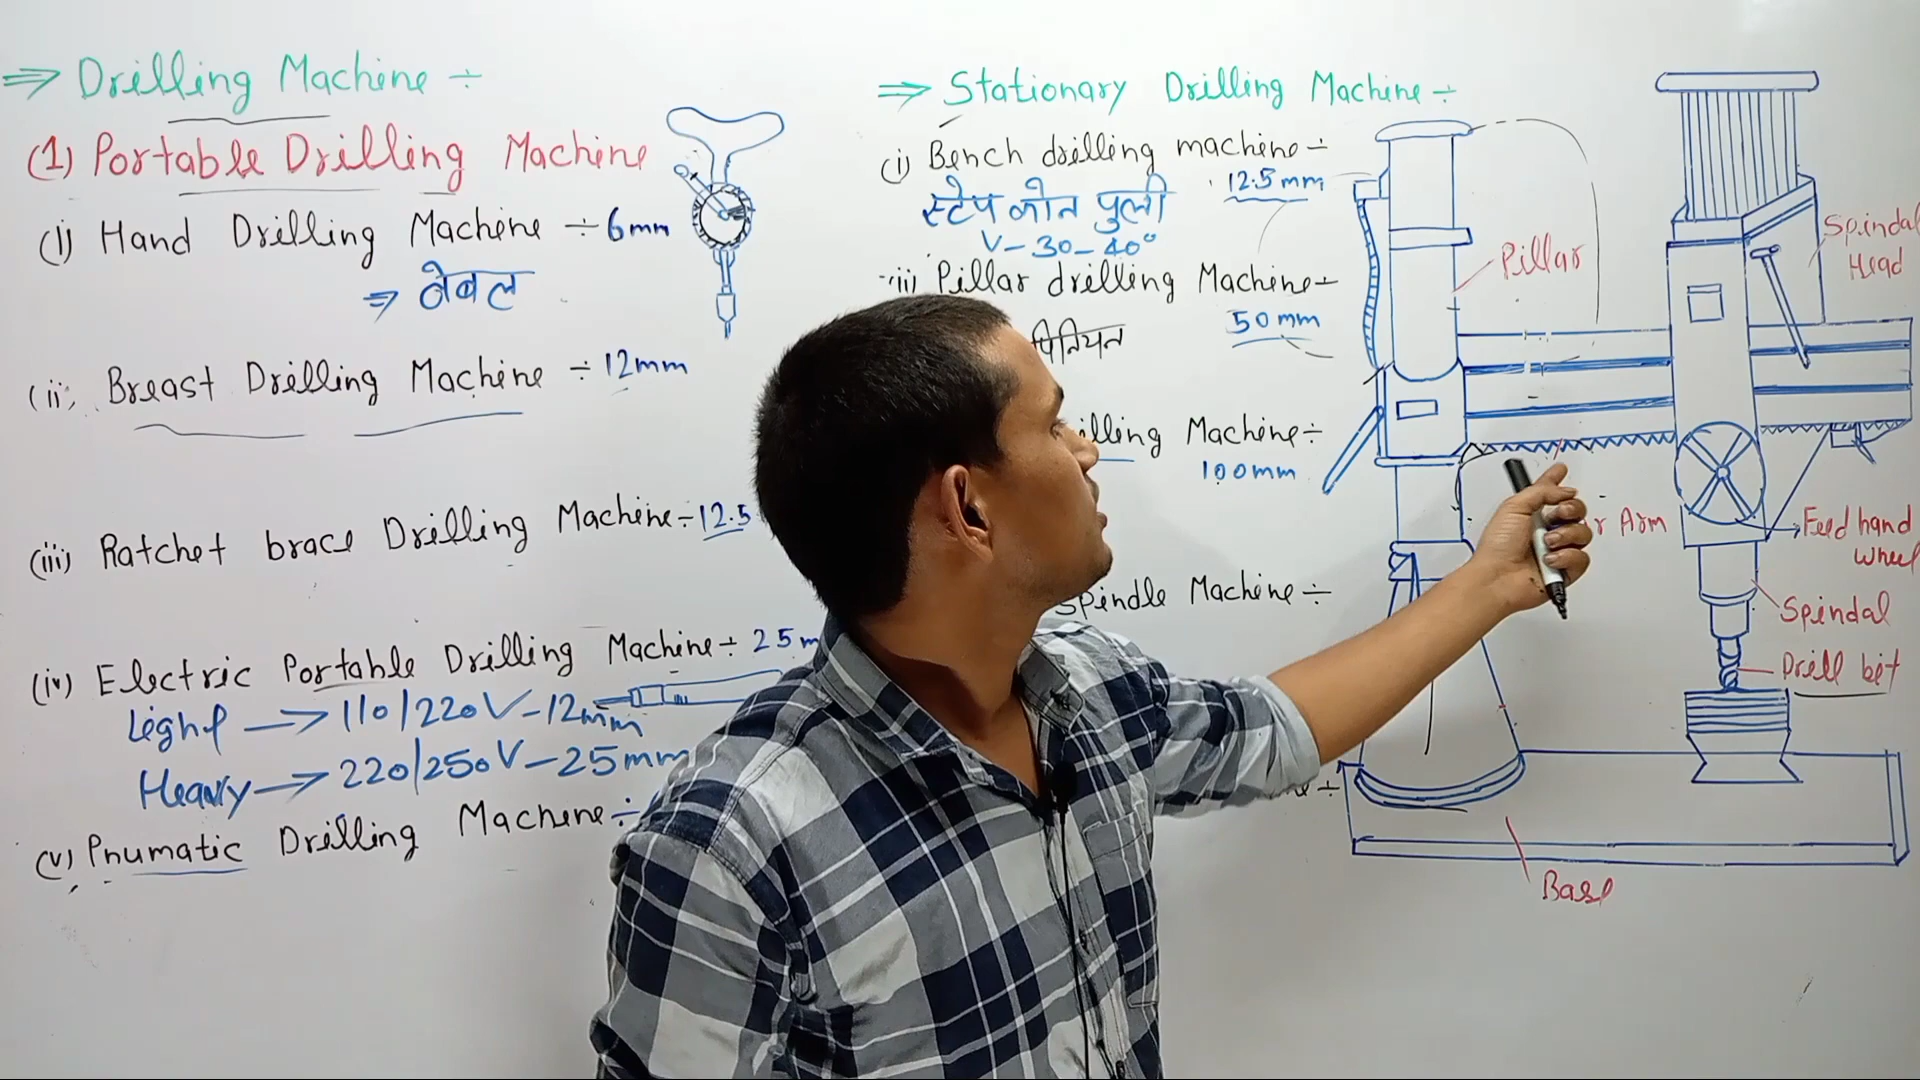 ⇒ Drilling Machine ÷
(1) Portable Drilling Machine
(i) Hand Drilling Machine ÷ 6mm
⇒ नेबल
(ii) Breast Drilling Machine ÷ 12mm
(iii) Ratchet brace Drilling Machine ÷ 12.5
(iv) Electric Portable Drilling Machine ÷ 25m
Light → 110/220V - 12mm
Heavy → 220/250V - 25mm
(v) Pnumatic Drilling Machine ÷
⇒ Stationary Drilling Machine ÷
(i) Bench drilling machine ÷
12.5mm
स्टेप कोन पुली
V - 30 - 40°
(ii) Pillar drilling Machine ÷
50mm
पिनियन
illing Machine ÷
100mm
Spindle Machine ÷
Pillar
Spindal
Head
r Arm
Feed hand
wheel
Spindal
Drill bit
Base